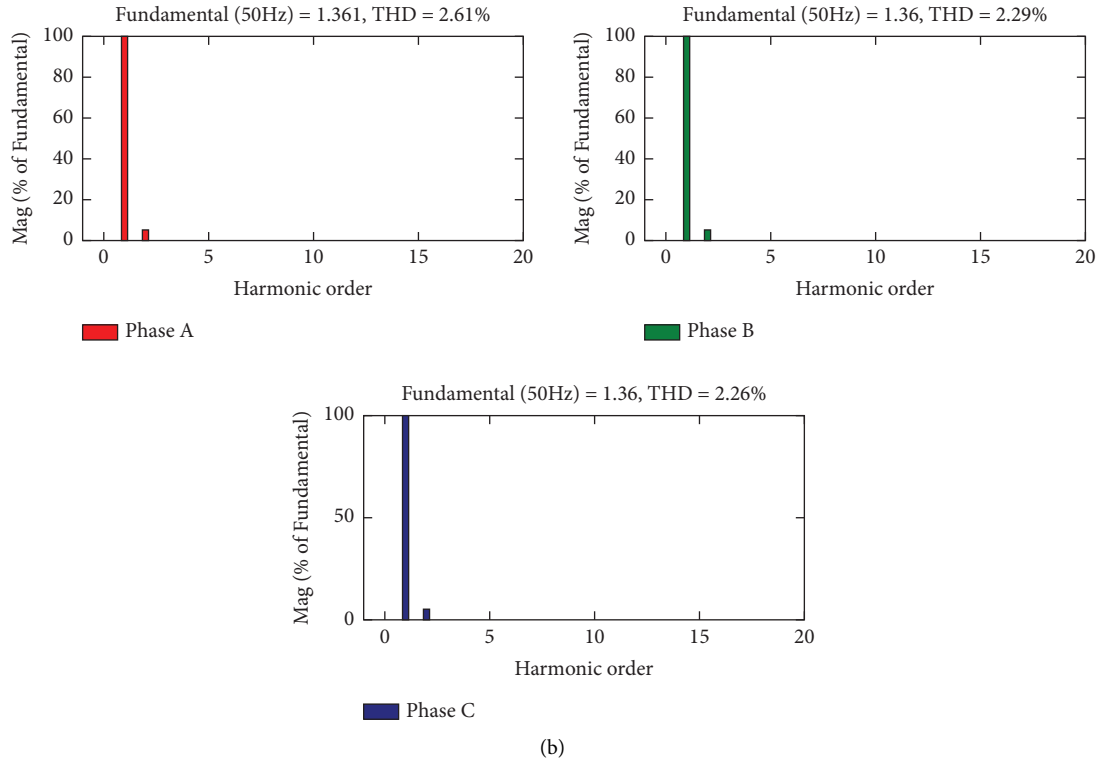 Fundamental (50Hz) = 1.361, THD = 2.61%
Mag (% of Fundamental)
100
80
60
40
20
0
0 5 10 15 20
Harmonic order
Phase A
Fundamental (50Hz) = 1.36, THD = 2.29%
Mag (% of Fundamental)
100
80
60
40
20
0
0 5 10 15 20
Harmonic order
Phase B
Fundamental (50Hz) = 1.36, THD = 2.26%
Mag (% of Fundamental)
100
50
0
0 5 10 15 20
Harmonic order
Phase C
(b)